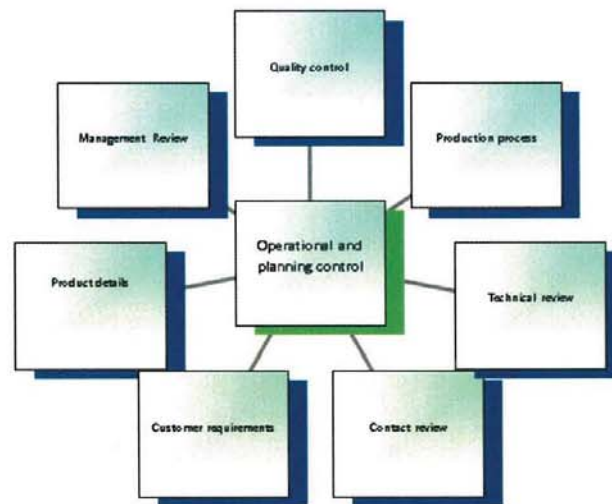 Quality control
Management Review
Production process
Operational and
planning control
Product details
Technical review
Customer requirements
Contact review